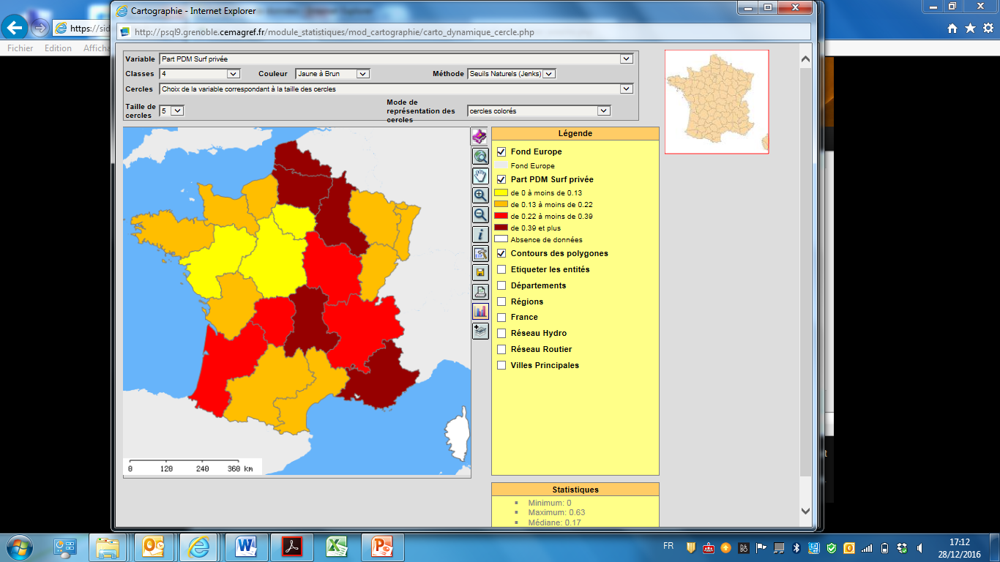 Cartographie - Internet Explorer
https://sid
http://psql9.grenoble.cemagref.fr/module_statistiques/mod_cartographie/carto_dynamique_cercle.php
Fichier Edition Afficha
Variable Part PDM Surf privée
Classes 4 Couleur Jaune à Brun Méthode Seuils Naturels (Jenks)
Cercles Choix de la variable correspondant à la taille des cercles
Taille de cercles 5 Mode de représentation des cercles cercles colorés
Légende
Fond Europe
Fond Europe
Part PDM Surf privée
de 0 à moins de 0.13
de 0.13 à moins de 0.22
de 0.22 à moins de 0.39
de 0.39 et plus
Absence de données
Contours des polygones
Etiqueter les entités
Départements
Régions
France
Réseau Hydro
Réseau Routier
Villes Principales
0 120 240 360 km
Statistiques
Minimum: 0
Maximum: 0.63
Médiane: 0.17
FR
17:12
28/12/2016